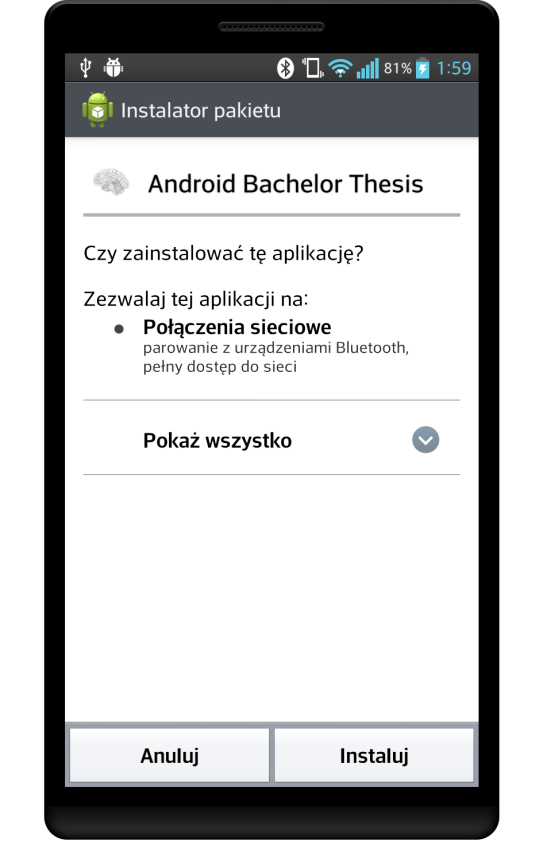 81% 1:59
Instalator pakietu
Android Bachelor Thesis
Czy zainstalować tę aplikację?
Zezwalaj tej aplikacji na:
● Połączenia sieciowe
parowanie z urządzeniami Bluetooth,
pełny dostęp do sieci
Pokaż wszystko
Anuluj Instaluj